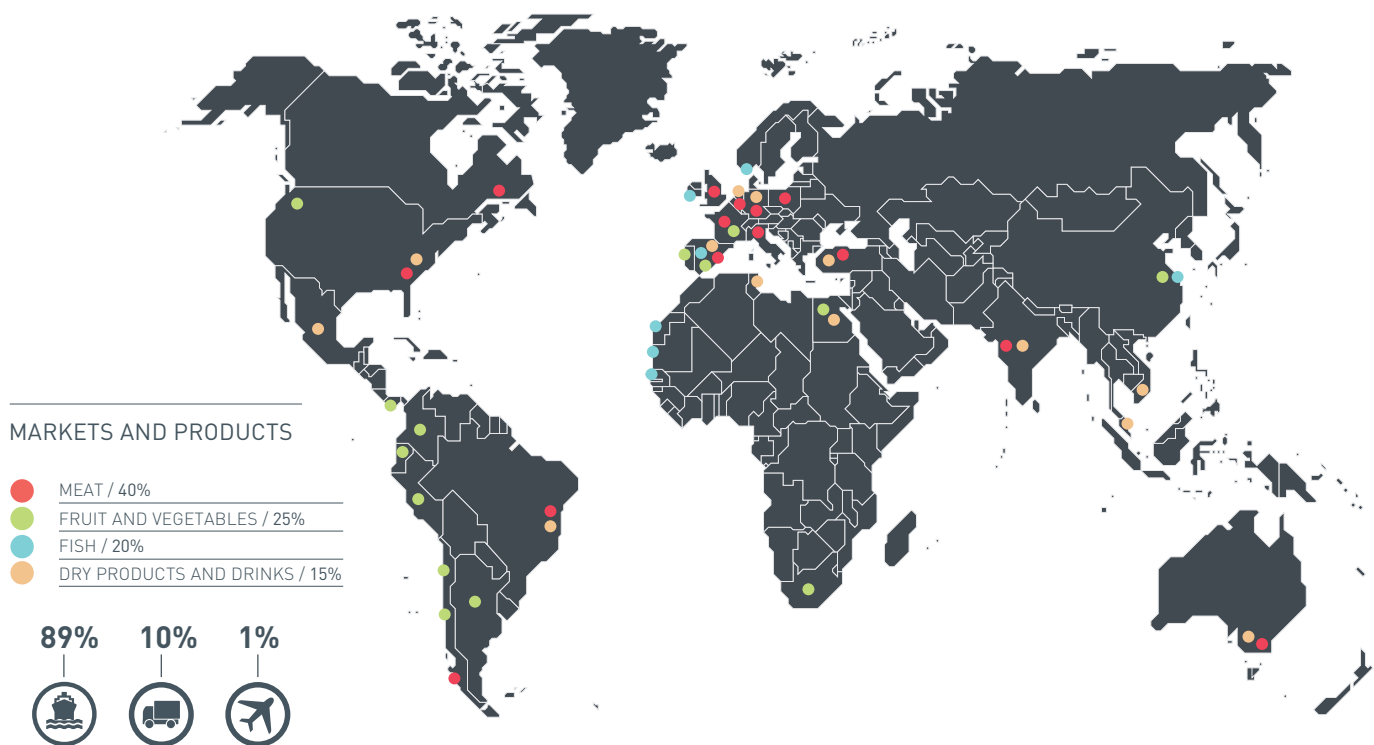 MARKETS AND PRODUCTS
MEAT / 40%
FRUIT AND VEGETABLES / 25%
FISH / 20%
DRY PRODUCTS AND DRINKS / 15%
89% 10% 1%